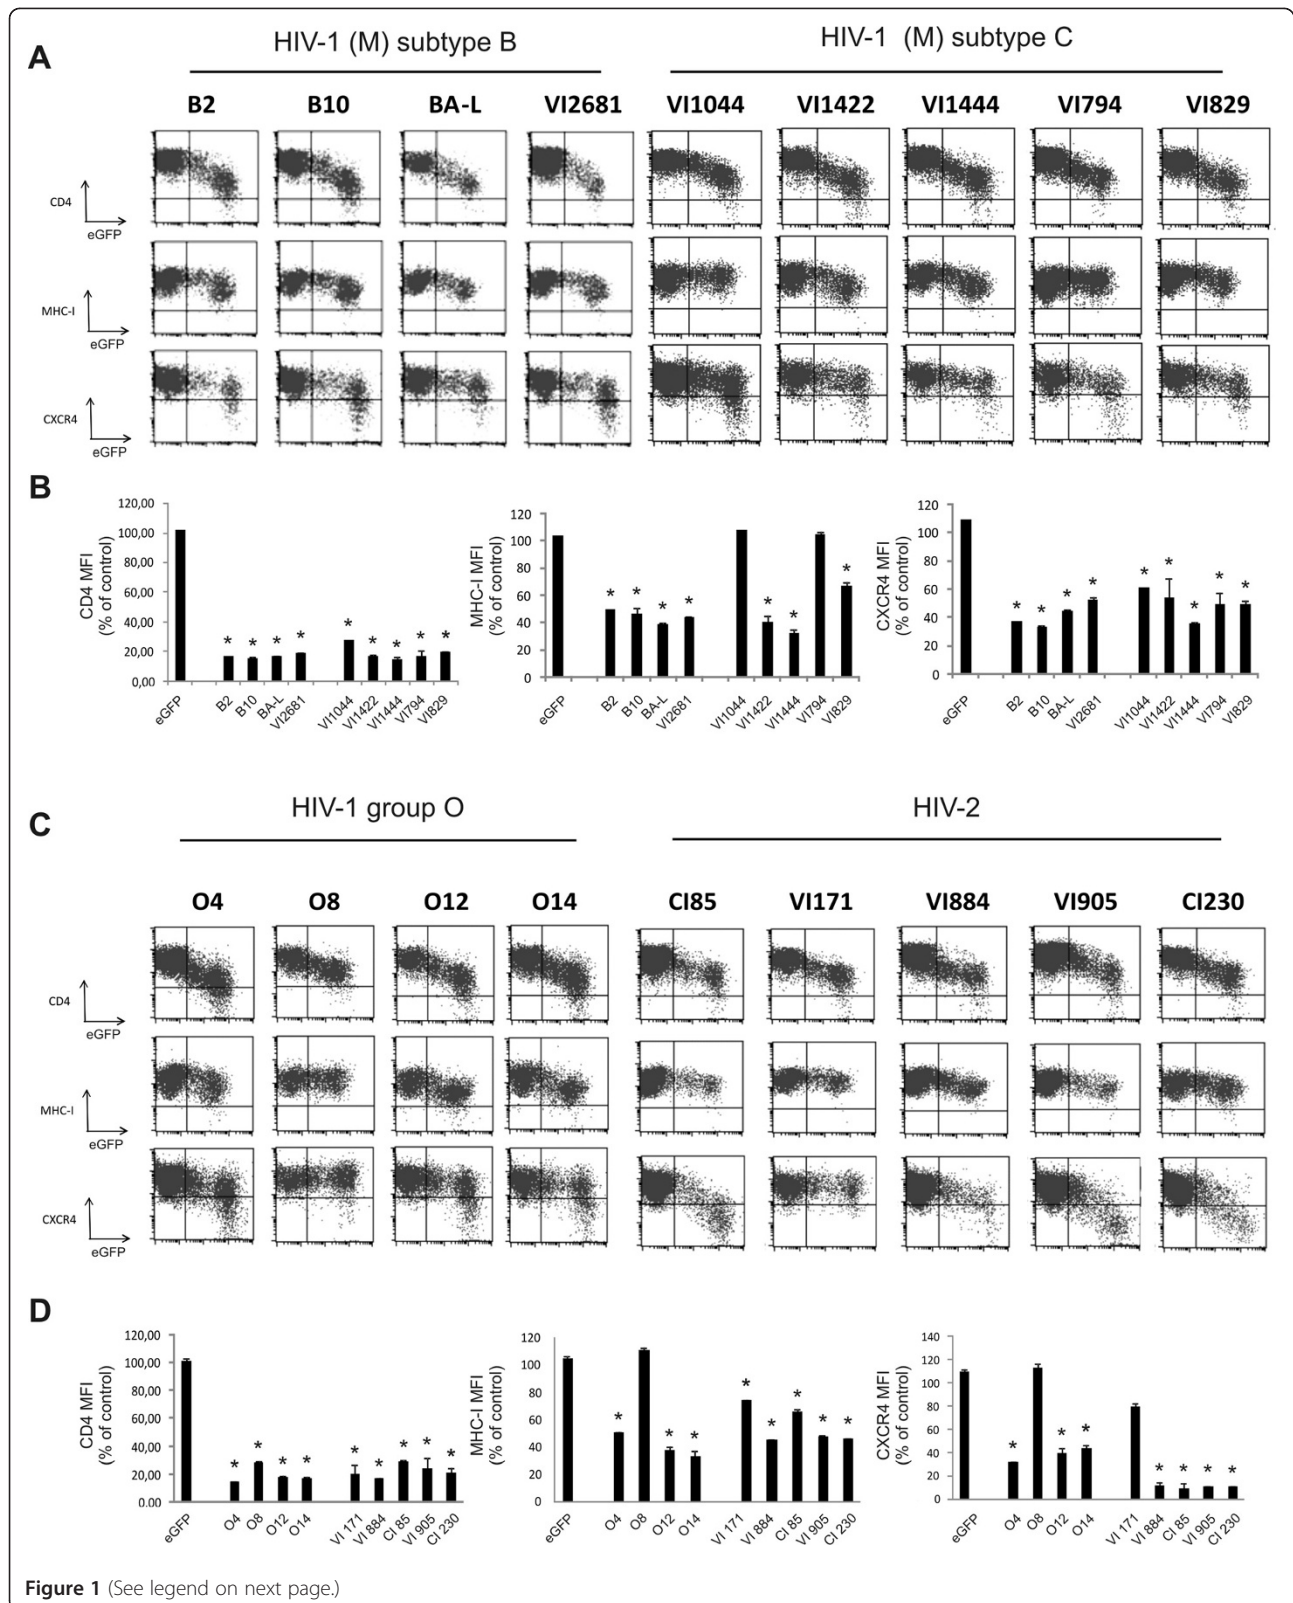 A
HIV-1 (M) subtype B
HIV-1 (M) subtype C
B2 B10 BA-L VI2681 VI1044 VI1422 VI1444 VI794 VI829
CD4
eGFP
MHC-I
eGFP
CXCR4
eGFP
B
CD4 MFI
(% of control)
120,00
100,00
80,00
60,00
40,00
20,00
0,00
* * * * * * * * *
eGFP B2 B10 BA-L VI2681 VI1044 VI1422 VI1444 VI794 VI829
MHC-I MFI
(% of control)
120
100
80
60
40
20
0
* * * * * * *
eGFP B2 B10 BA-L VI2681 VI1044 VI1422 VI1444 VI794 VI829
CXCR4 MFI
(% of control)
120
100
80
60
40
20
0
* * * * * * * * *
eGFP B2 B10 BA-L VI2681 VI1044 VI1422 VI1444 VI794 VI829
C
HIV-1 group O
HIV-2
O4 O8 O12 O14 CI85 VI171 VI884 VI905 CI230
CD4
eGFP
MHC-I
eGFP
CXCR4
eGFP
D
CD4 MFI
(% of control)
120,00
100,00
80,00
60,00
40,00
20,00
0.00
* * * * * * * * *
eGFP O4 O8 O12 O14 VI 171 VI 884 CI 85 VI 905 CI 230
MHC-I MFI
(% of control)
120
100
80
60
40
20
0
* * * * * * * *
eGFP O4 O8 O12 O14 VI 171 VI 884 CI 85 VI 905 CI 230
CXCR4 MFI
(% of control)
140
120
100
80
60
40
20
0
* * * * * * *
eGFP O4 O8 O12 O14 VI 171 VI 884 CI 85 VI 905 CI 230
Figure 1 (See legend on next page.)